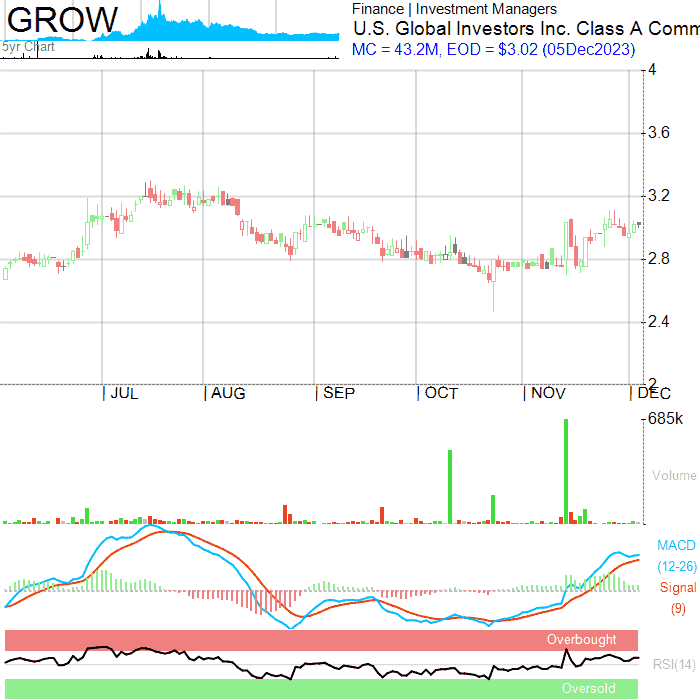 GROW
5yr Chart
Finance | Investment Managers
U.S. Global Investors Inc. Class A Comm
MC = 43.2M, EOD = $3.02 (05Dec2023)
4
3.6
3.2
2.8
2.4
2
| JUL | AUG | SEP | OCT | NOV | DEC
685k
Volume
MACD
(12-26)
Signal
(9)
Overbought
RSI(14)
Oversold